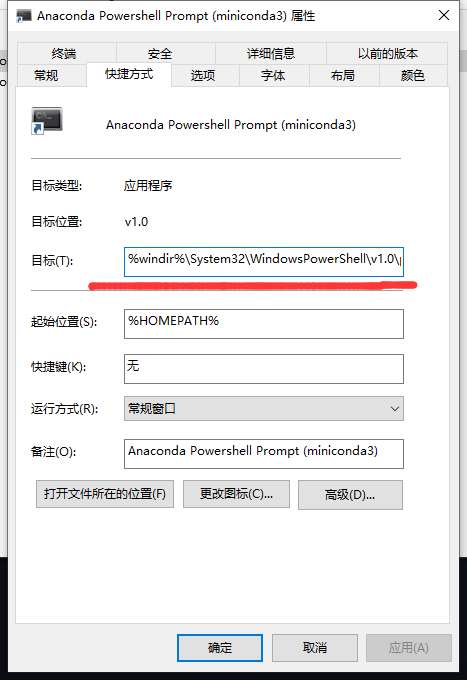 Anaconda Powershell Prompt (miniconda3) 属性
终端 安全 详细信息 以前的版本
常规 快捷方式 选项 字体 布局 颜色
Anaconda Powershell Prompt (miniconda3)
目标类型: 应用程序
目标位置: v1.0
目标(T): %windir%\System32\WindowsPowerShell\v1.0\
起始位置(S): %HOMEPATH%
快捷键(K): 无
运行方式(R): 常规窗口
备注(O): Anaconda Powershell Prompt (miniconda3)
打开文件所在的位置(F) 更改图标(C)... 高级(D)...
确定 取消 应用(A)